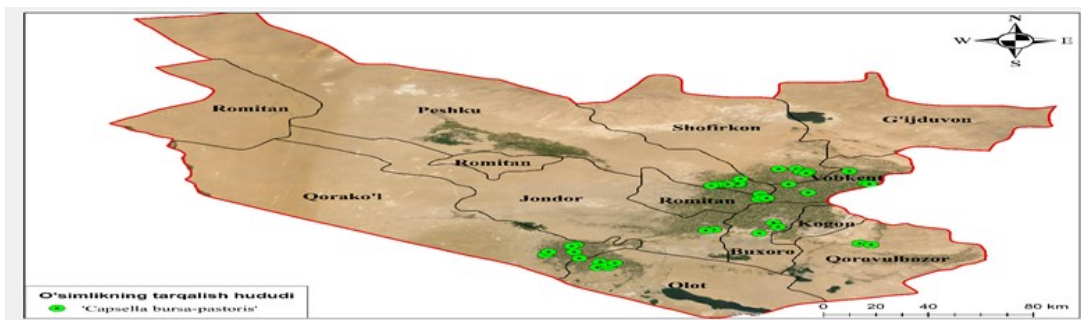 N
W E
S
Romitan
Peshku
Shofirkon
G'ijduvon
Romitan
Vobkent
Qorako'l
Jondor
Romitan
Kogon
Buxoro
Qorovulbozor
Olot
O'simlikning tarqalish hududi
'Capsella bursa-pastoris'
0 20 40 80 km